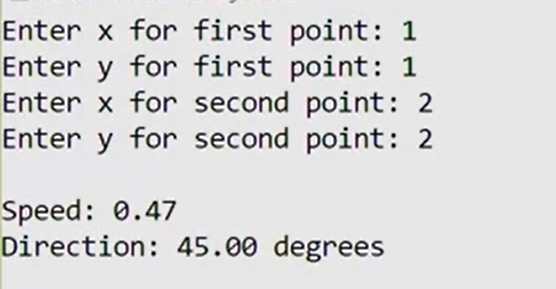 Enter x for first point: 1
Enter y for first point: 1
Enter x for second point: 2
Enter y for second point: 2
Speed: 0.47
Direction: 45.00 degrees